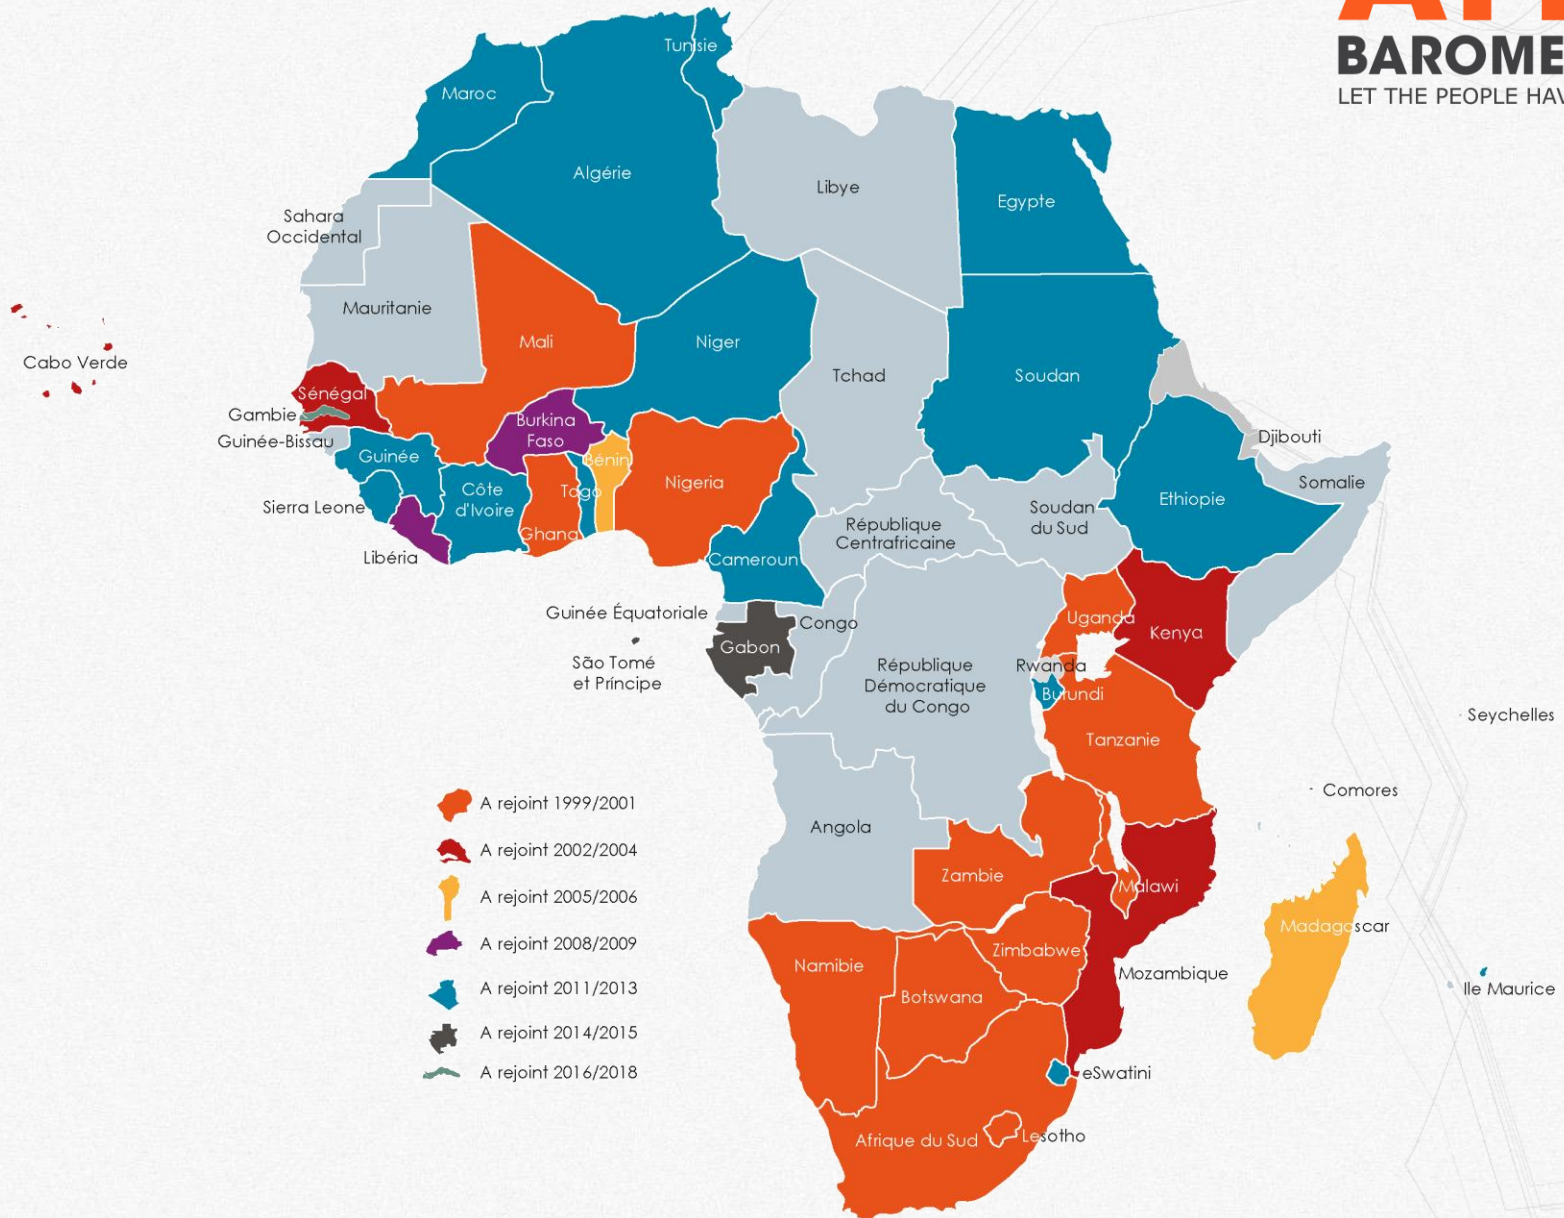 BAROME
LET THE PEOPLE HAV
Tunisie
Maroc
Algérie
Libye
Egypte
Sahara
Occidental
Mauritanie
Mali
Niger
Tchad
Soudan
Cabo Verde
Sénégal
Gambie
Guinée-Bissau
Guinée
Burkina
Faso
Bénin
Togo
Nigeria
Djibouti
Somalie
Ethiopie
Sierra Leone
Côte
d'Ivoire
Ghana
Libéria
Cameroun
République
Centrafricaine
Soudan
du Sud
Guinée Équatoriale
Congo
Gabon
São Tomé
et Príncipe
République
Démocratique
du Congo
Uganda
Kenya
Rwanda
Burundi
Tanzanie
Seychelles
Comores
Angola
Zambie
Malawi
Madagascar
Mozambique
Ile Maurice
Namibie
Botswana
Zimbabwe
eSwatini
Afrique du Sud
Lesotho
A rejoint 1999/2001
A rejoint 2002/2004
A rejoint 2005/2006
A rejoint 2008/2009
A rejoint 2011/2013
A rejoint 2014/2015
A rejoint 2016/2018